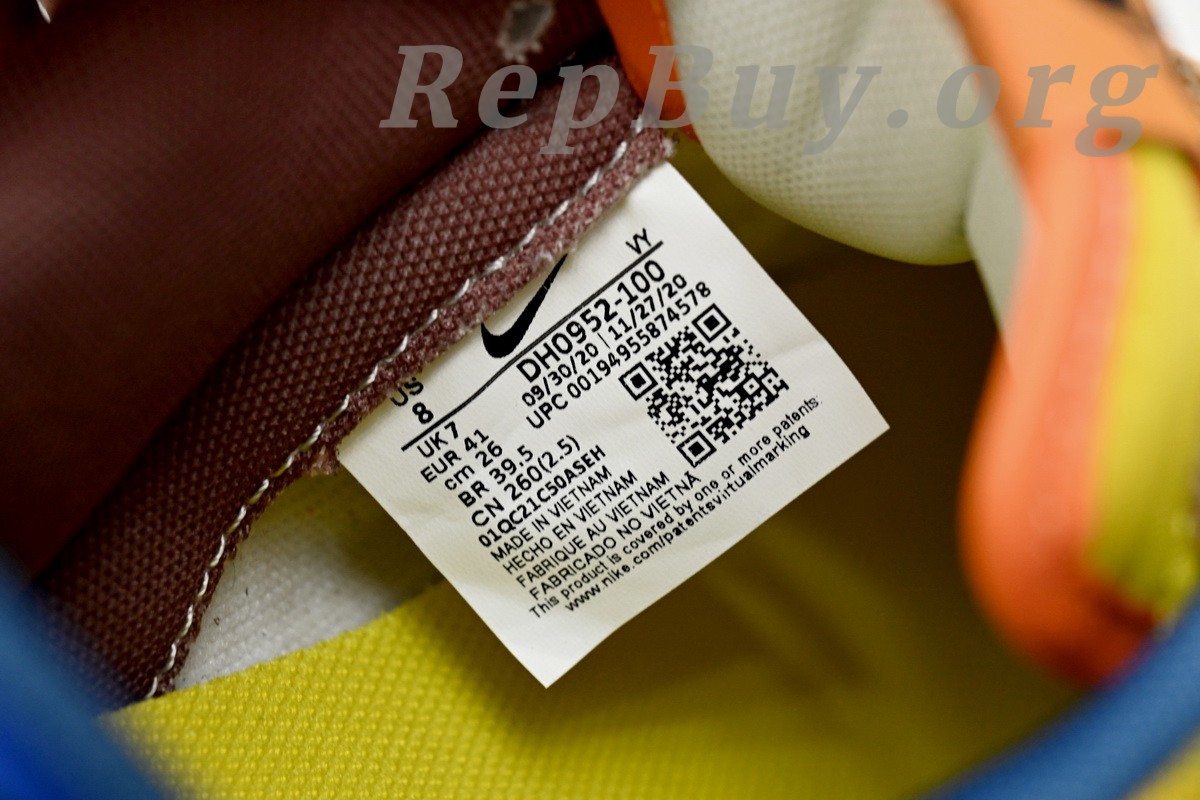 RepBuy.org
VY
US
8
DH0952-100
09/30/20 | 11/27/20
UPC 00194955874578
UK 7
EUR 41
cm 26
BR 39.5
CN 260(2.5)
01QC21C50ASEH
MADE IN VIETNAM
HECHO EN VIETNAM
FABRIQUE AU VIETNAM
FABRICADO NO VIETNÃ
This product is covered by one or more patents:
www.nike.com/patentsvirtualmarking